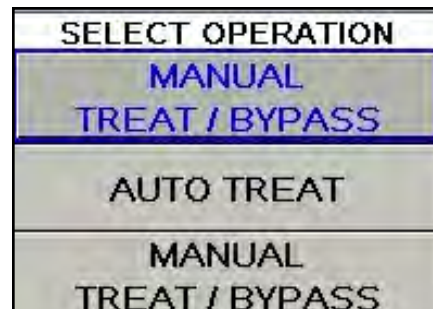 SELECT OPERATION
MANUAL
TREAT / BYPASS
AUTO TREAT
MANUAL
TREAT / BYPASS